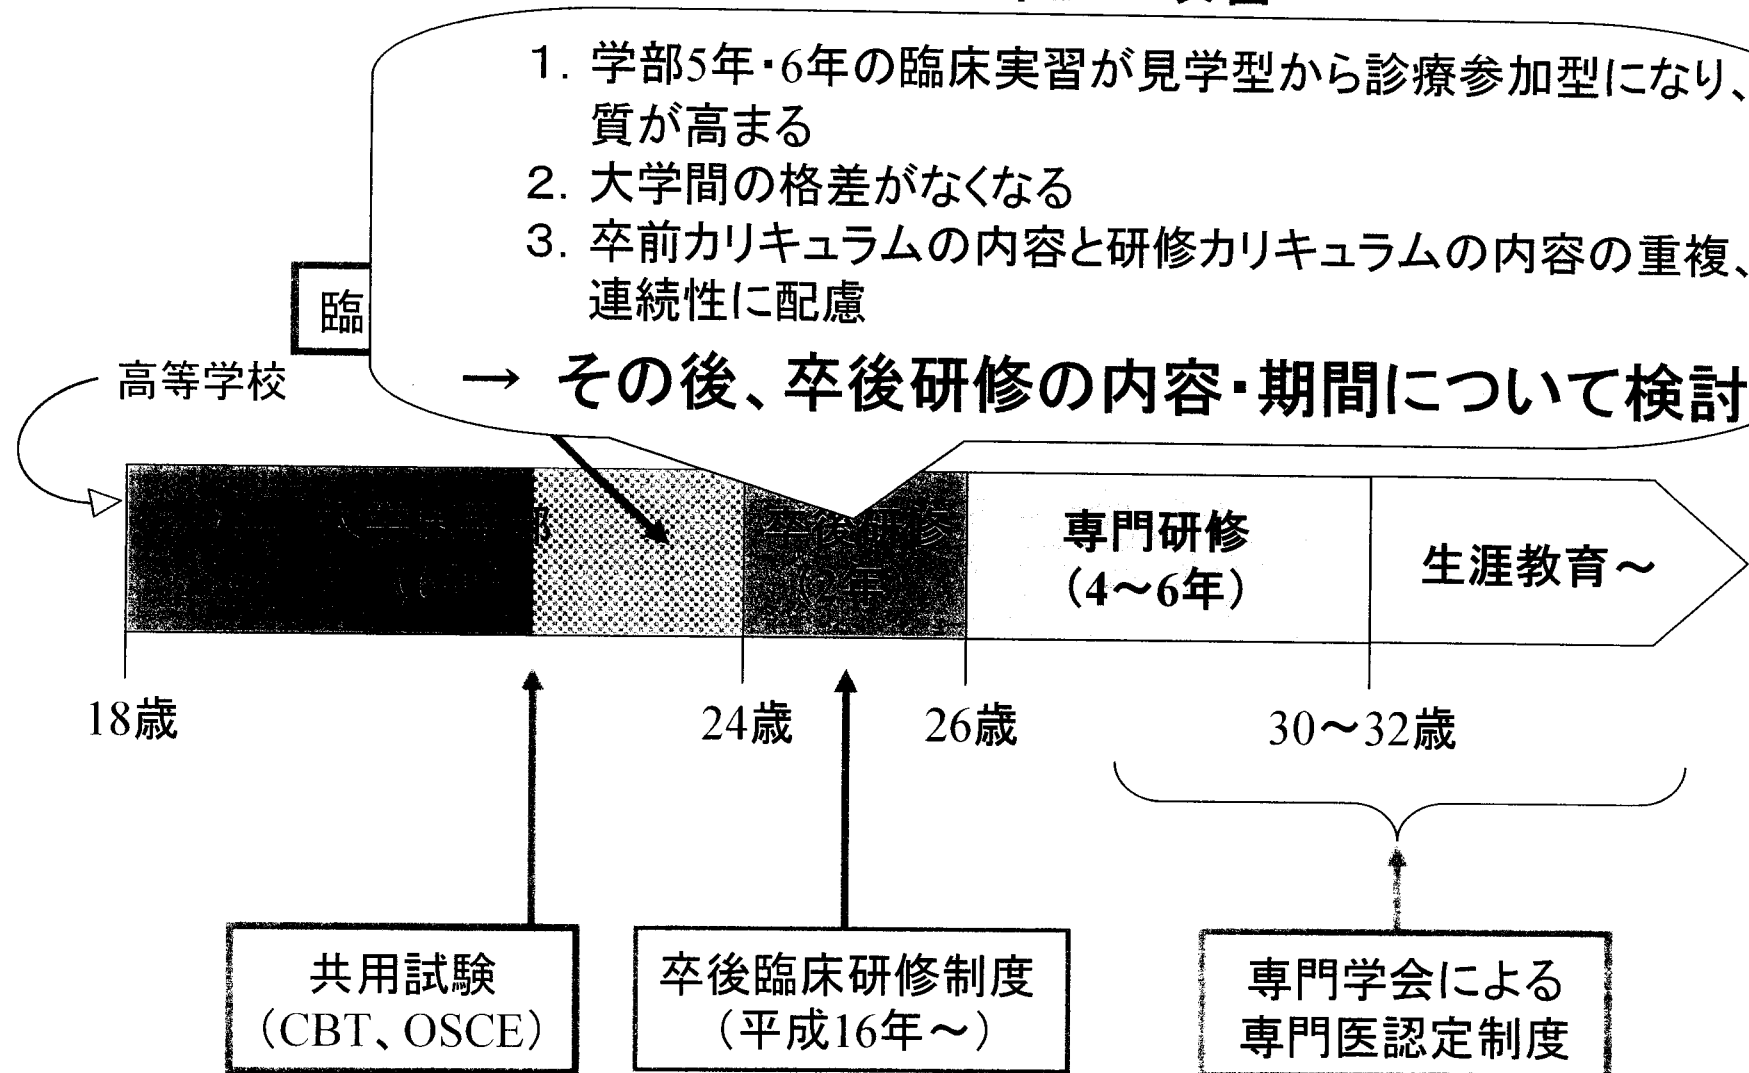 1. 学部5年・6年の臨床実習が見学型から診療参加型になり、
質が高まる
2. 大学間の格差がなくなる
3. 卒前カリキュラムの内容と研修カリキュラムの内容の重複、
連続性に配慮
→ その後、卒後研修の内容・期間について検討
臨
高等学校
部
卒後研修
(2年)
専門研修
(4～6年)
生涯教育～
18歳
24歳
26歳
30～32歳
共用試験
(CBT、OSCE)
卒後臨床研修制度
(平成16年～)
専門学会による
専門医認定制度